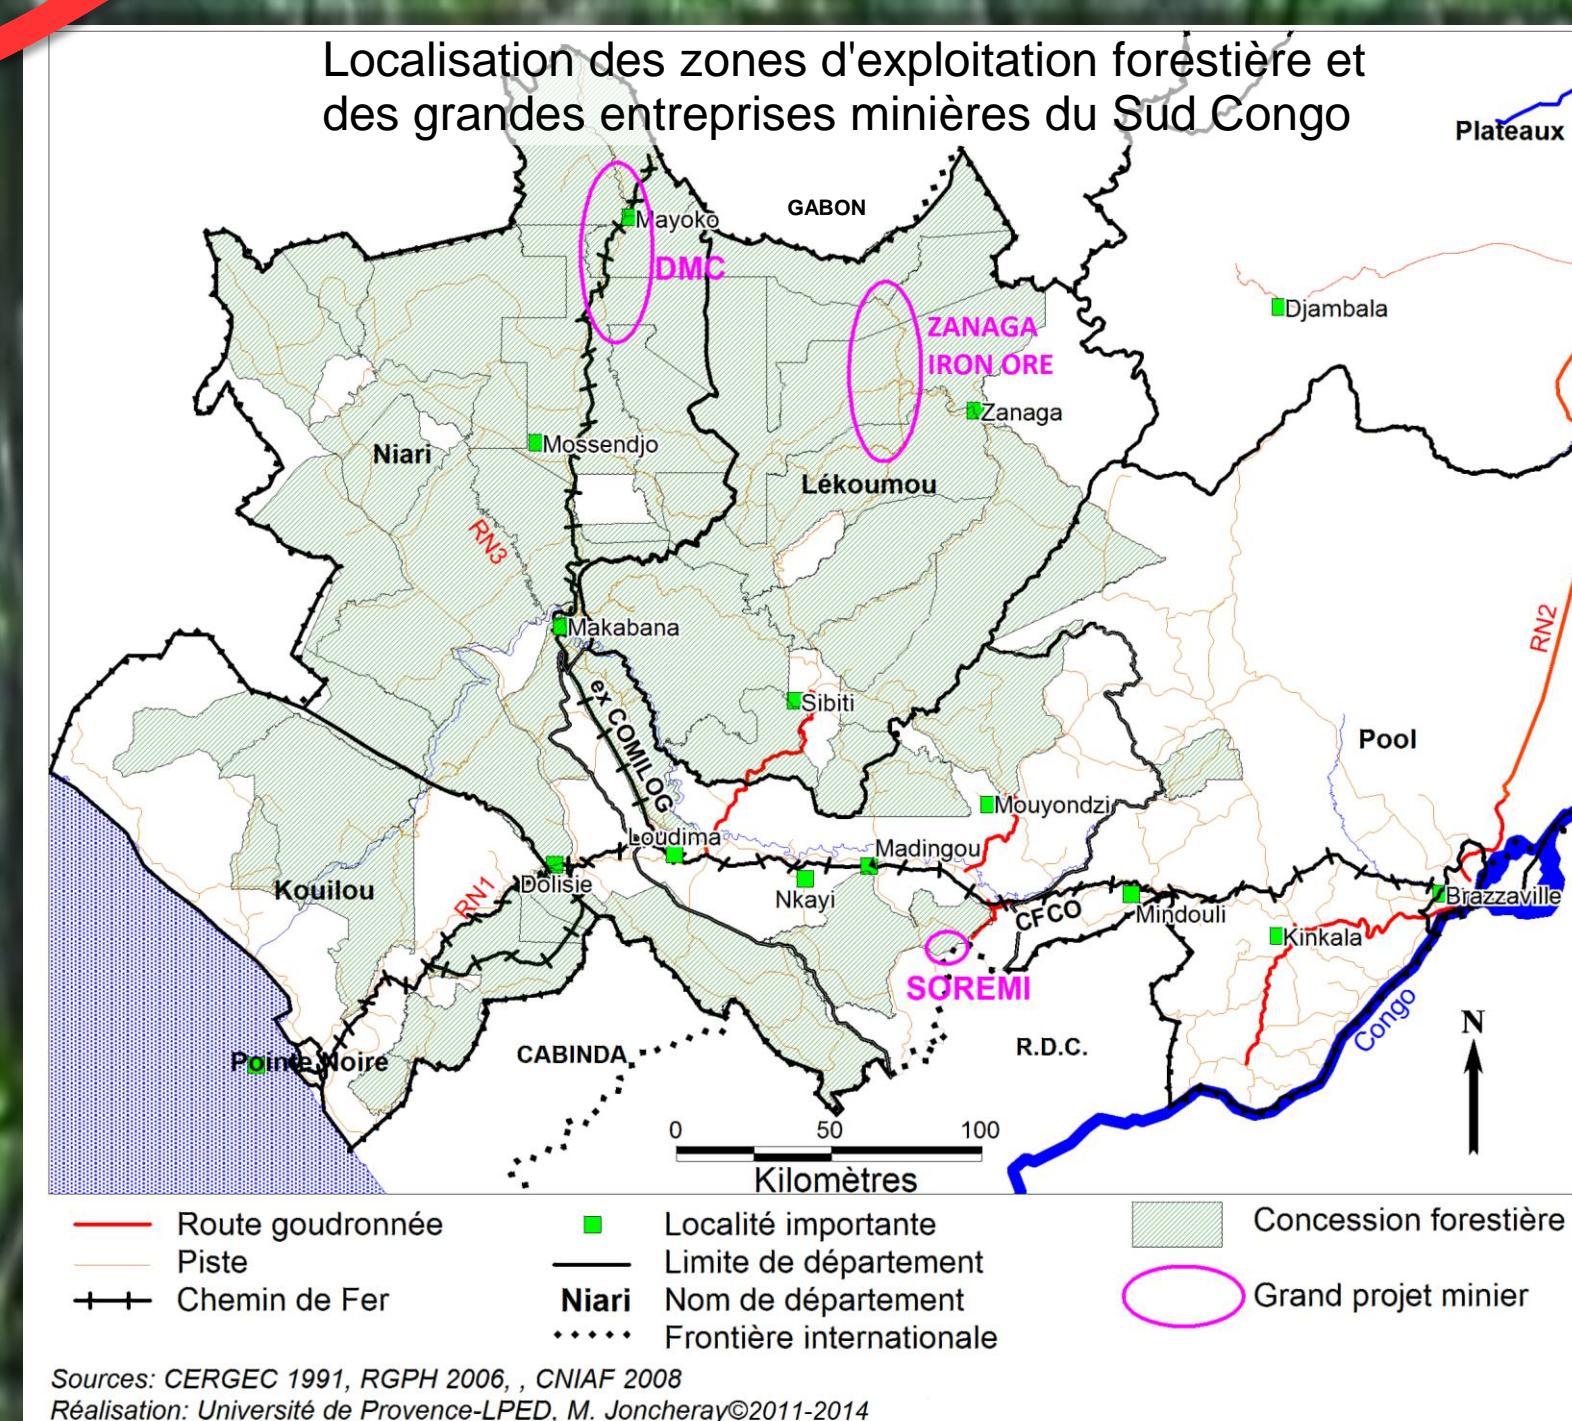 Localisation des zones d'exploitation forestière et
des grandes entreprises minières du Sud Congo
Plateaux
GABON
Mayoko
DMC
Djambala
ZANAGA
IRON ORE
Zanaga
Mossendjo
Niari
Lékoumou
RN3
RN2
Makabana
ex COMILOG
Sibiti
Pool
Mouyondzi
Loudima
Madingou
Dolisie
Kouilou
RN1
Nkayi
CFCO
Mindouli
Brazzaville
Kinkala
SOREMI
Congo
N
CABINDA
R.D.C.
Pointe Noire
0 50 100
Kilomètres
Route goudronnée
Piste
Chemin de Fer
Localité importante
Limite de département
Niari Nom de département
Frontière internationale
Concession forestière
Grand projet minier
Sources: CERGEC 1991, RGPH 2006, , CNIAF 2008
Réalisation: Université de Provence-LPED, M. Joncheray©2011-2014